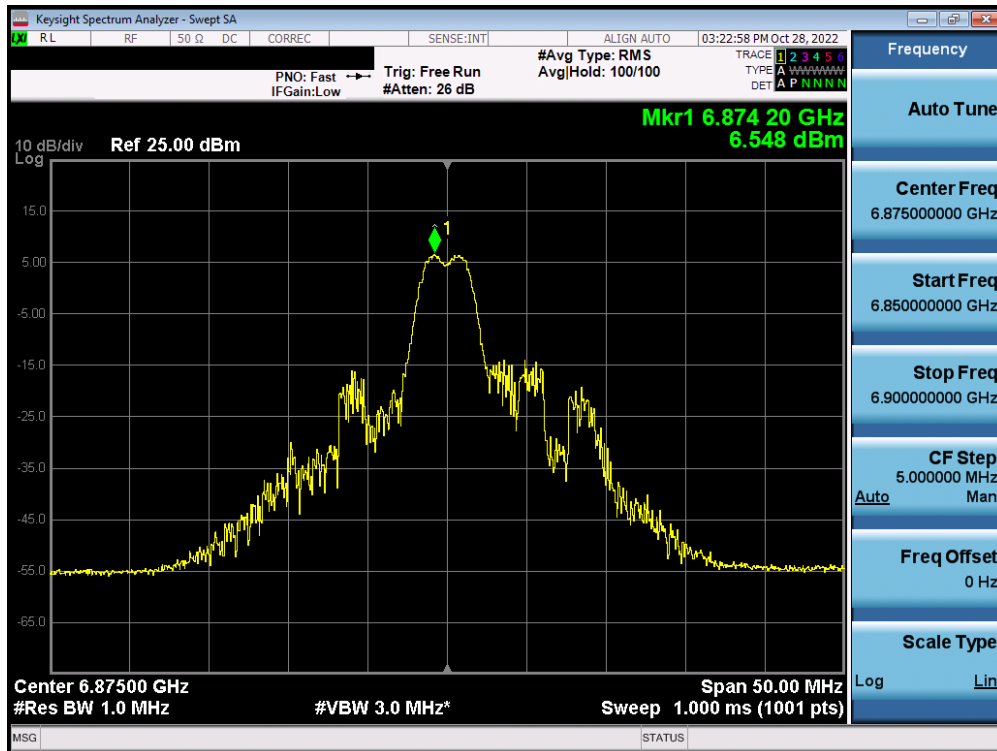 Keysight Spectrum Analyzer - Swept SA
LXI RL RF 50 Ω DC CORREC SENSE:INT ALIGN AUTO 03:22:58 PM Oct 28, 2022
PNO: Fast
IFGain:Low
Trig: Free Run
#Atten: 26 dB
#Avg Type: RMS
Avg|Hold: 100/100
TRACE 1 2 3 4 5 6
TYPE A WWWWW
DET A P N N N N
Mkr1 6.874 20 GHz
6.548 dBm
10 dB/div Ref 25.00 dBm
Log
15.0
1
5.00
-5.00
-15.0
-25.0
-35.0
-45.0
-55.0
-65.0
Center 6.87500 GHz Span 50.00 MHz
#Res BW 1.0 MHz #VBW 3.0 MHz* Sweep 1.000 ms (1001 pts)
MSG STATUS
Frequency
Auto Tune
Center Freq
6.875000000 GHz
Start Freq
6.850000000 GHz
Stop Freq
6.900000000 GHz
CF Step
5.000000 MHz
Auto Man
Freq Offset
0 Hz
Scale Type
Log Lin